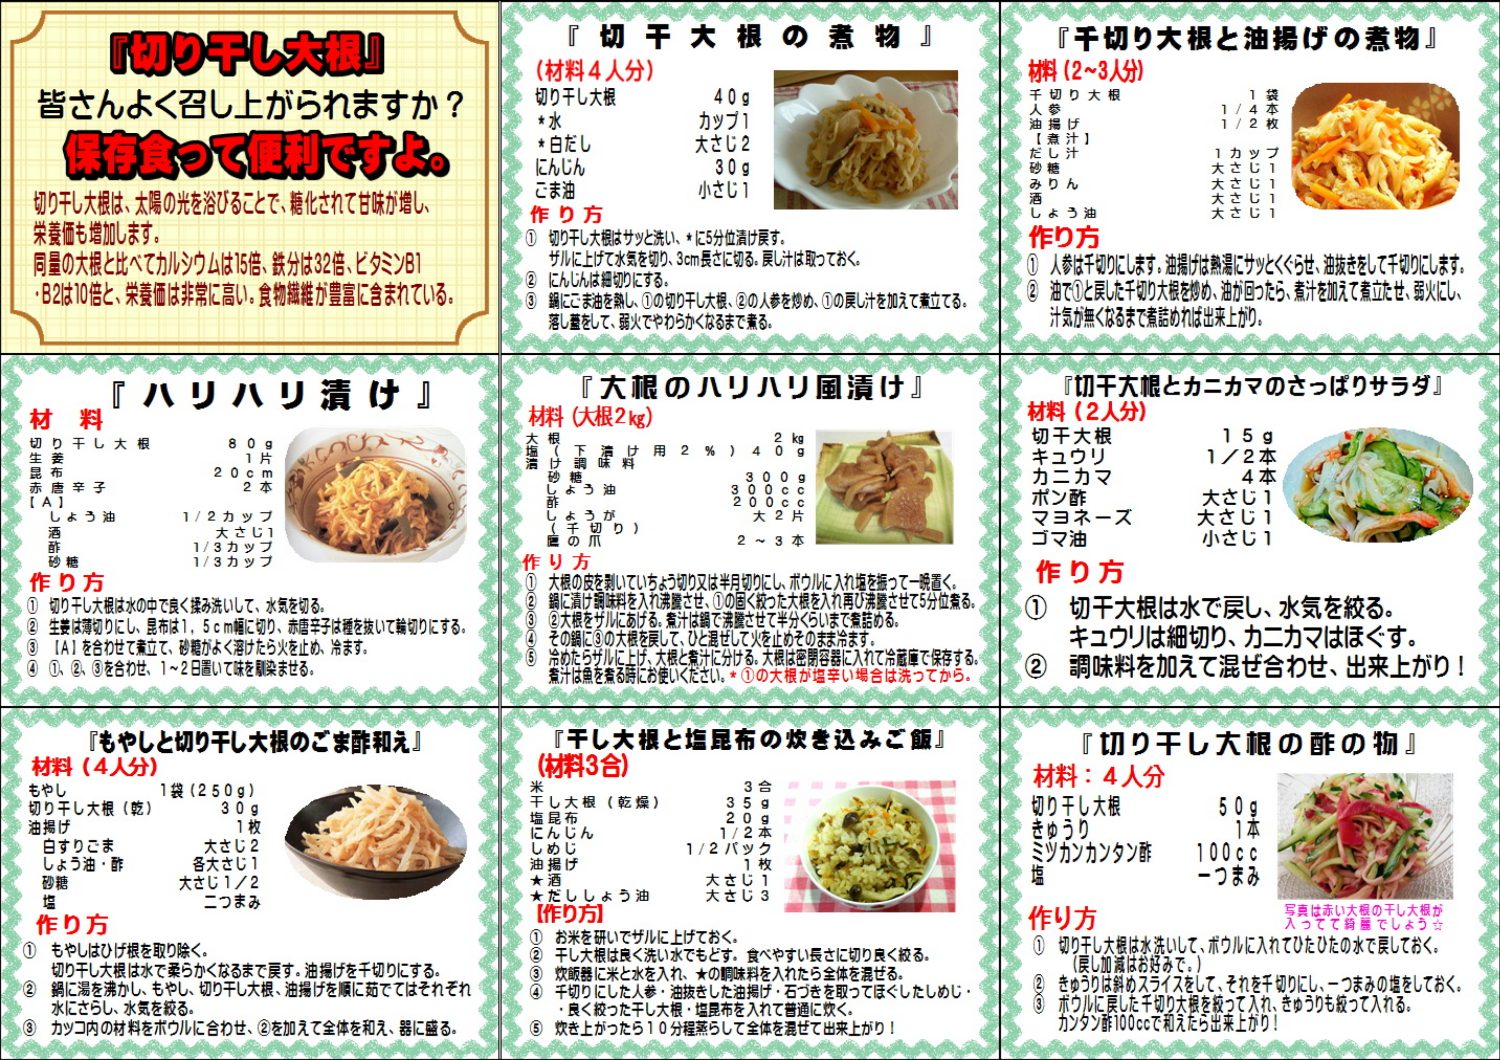 『切り干し大根』
皆さんよく召し上がられますか？
保存食って便利ですよ。
切り干し大根は、太陽の光を浴びることで、糖化されて甘味が増し、
栄養価も増加します。
同量の大根と比べてカルシウムは15倍、鉄分は32倍、ビタミンB1
・B2は10倍と、栄養価は非常に高い。食物繊維が豊富に含まれている。
『切干大根の煮物』
（材料４人分）
切り干し大根 ４０ｇ
*水 カップ１
*白だし 大さじ２
にんじん ３０ｇ
ごま油 小さじ１
作り方
① 切り干し大根はサッと洗い、*に5分位漬け戻す。
ザルに上げて水気を切り、3cm長さに切る。戻し汁は取っておく。
② にんじんは細切りにする。
③ 鍋にごま油を熱し、①の切り干し大根、②の人参を炒め、①の戻し汁を加えて煮立てる。
落し蓋をして、弱火でやわらかくなるまで煮る。
『千切り大根と油揚げの煮物』
材料（2～3人分）
千切り大根 １袋
人参 １/４本
油揚げ １/２枚
【煮汁】
だし汁 １カップ
砂糖 大さじ１
みりん 大さじ１
酒 大さじ１
しょう油 大さじ１
作り方
① 人参は千切りにします。油揚げは熱湯にサッとくぐらせ、油抜きをして千切りにします。
② 油で①と戻した千切り大根を炒め、油が回ったら、煮汁を加えて煮立たせ、弱火にし、
汁気が無くなるまで煮詰めれば出来上がり。
『ハリハリ漬け』
材料
切り干し大根 ８０ｇ
生姜 １片
昆布 ２０ｃｍ
赤唐辛子 ２本
【Ａ】
しょう油 １/２カップ
酒 大さじ１
酢 １/３カップ
砂糖 １/３カップ
作り方
① 切り干し大根は水の中で良く揉み洗いして、水気を切る。
② 生姜は薄切りにし、昆布は１，５ｃｍ幅に切り、赤唐辛子は種を抜いて輪切りにする。
③ 【Ａ】を合わせて煮立て、砂糖がよく溶けたら火を止め、冷ます。
④ ①、②、③を合わせ、１～２日置いて味を馴染ませる。
『大根のハリハリ風漬け』
材料（大根２㎏）
大根 ２㎏
塩（下漬け用２％）４０ｇ
漬け調味料
砂糖 ３００ｇ
しょう油 ３００ｃｃ
酢 ２００ｃｃ
しょうが 大２片
（千切り）
鷹の爪 ２～３本
作り方
① 大根の皮を剥いていちょう切り又は半月切りにし、ボウルに入れ塩を振って一晩置く。
② 鍋に漬け調味料を入れ沸騰させ、①の固く絞った大根を入れ再び沸騰させて5分位煮る。
③ ②大根をザルにあげる。煮汁は鍋で沸騰させて半分くらいまで煮詰める。
④ その鍋に③の大根を戻して、ひと混ぜして火を止めそのまま冷ます。
⑤ 冷めたらザルに上げ、大根と煮汁に分ける。大根は密閉容器に入れて冷蔵庫で保存する。
煮汁は魚を煮る時にお使いください。*①の大根が塩辛い場合は洗ってから。
『切干大根とカニカマのさっぱりサラダ』
材料（２人分）
切干大根 １５ｇ
キュウリ １／２本
カニカマ ４本
ポン酢 大さじ１
マヨネーズ 大さじ１
ゴマ油 小さじ１
作り方
① 切干大根は水で戻し、水気を絞る。
キュウリは細切り、カニカマはほぐす。
② 調味料を加えて混ぜ合わせ、出来上がり！
『もやしと切り干し大根のごま酢和え』
材料（４人分）
もやし １袋（２５０ｇ）
切り干し大根（乾） ３０ｇ
油揚げ １枚
白すりごま 大さじ２
しょう油・酢 各大さじ１
砂糖 大さじ１／２
塩 二つまみ
作り方
① もやしはひげ根を取り除く。
切り干し大根は水で柔らかくなるまで戻す。油揚げを千切りにする。
② 鍋に湯を沸かし、もやし、切り干し大根、油揚げを順に茹でてはそれぞれ
水にさらし、水気を絞る。
③ カッコ内の材料をボウルに合わせ、②を加えて全体を和え、器に盛る。
『干し大根と塩昆布の炊き込みご飯』
（材料3合）
米 ３合
干し大根（乾燥） ３５ｇ
塩昆布 ２０ｇ
にんじん １/２本
しめじ １/２パック
油揚げ １枚
★酒 大さじ１
★だししょう油 大さじ３
【作り方】
① お米を研いでザルに上げておく。
② 干し大根は良く洗い水でもどす。食べやすい長さに切り良く絞る。
③ 炊飯器に米と水を入れ、★の調味料を入れたら全体を混ぜる。
④ 千切りにした人参・油抜きした油揚げ・石づきを取ってほぐしたしめじ・
・良く絞った干し大根・塩昆布を入れて普通に炊く。
⑤ 炊き上がったら１０分程蒸らして全体を混ぜて出来上がり！
『切り干し大根の酢の物』
材料：４人分
切り干し大根 ５０ｇ
きゅうり １本
ミツカンカンタン酢 １００ｃｃ
塩 一つまみ
写真は赤い大根の干し大根が
入ってて綺麗でしょう☆
作り方
① 切り干し大根は水洗いして、ボウルに入れてひたひたの水で戻しておく。
（戻し加減はお好みで。）
② きゅうりは斜めスライスをして、それを千切りにし、一つまみの塩をしておく。
③ ボウルに戻した千切り大根を絞って入れ、きゅうりも絞って入れる。
カンタン酢100ccで和えたら出来上がり！